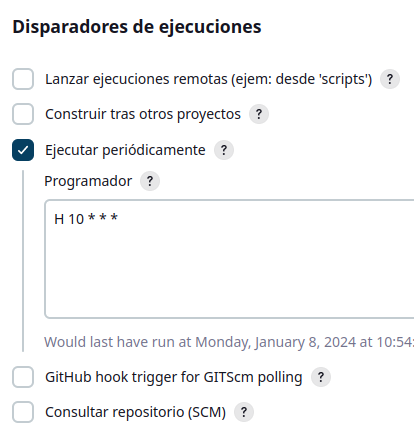 Disparadores de ejecuciones
Lanzar ejecuciones remotas (ejem: desde 'scripts') ?
Construir tras otros proyectos ?
Ejecutar periódicamente ?
Programador ?
H 10 * * *
Would last have run at Monday, January 8, 2024 at 10:54:
GitHub hook trigger for GITScm polling ?
Consultar repositorio (SCM) ?